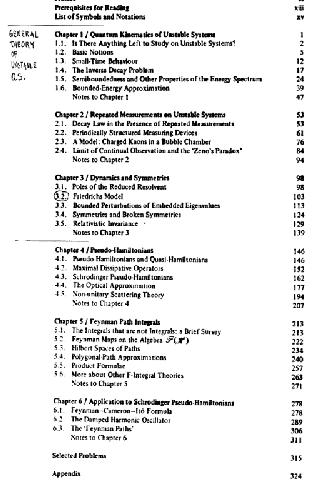 Prerequisites for Reading xiii
List of Symbols and Notations xv
GENERAL
THEORY
OF
UNSTABLE
Chapter 1 / Quantum Kinematics of Unstable Systems 1
1.1. Is There Anything Left to Study on Unstable Systems? 2
1.2. Basic Notions 5
1.3. Small-Time Behaviour 12
1.4. The Inverse Decay Problem 17
1.5. Semiboundedness and Other Properties of the Energy Spectrum 24
1.6. Bounded-Energy Approximation 39
Notes to Chapter 1 47
Chapter 2 / Repeated Measurements on Unstable Systems 53
2.1. Decay Law in the Presence of Repeated Measurements 53
2.2. Periodically Structured Measuring Devices 61
2.3. A Model: Charged Kaons in a Bubble Chamber 76
2.4. Limit of Continual Observation and the 'Zeno's Paradox' 84
Notes to Chapter 2 94
Chapter 3 / Dynamics and Symmetries 98
3.1. Poles of the Reduced Resolvent 98
3.2. Friedrichs Model 103
3.3. Bounded Perturbations of Embedded Eigenvalues 113
3.4. Symmetries and Broken Symmetries 124
3.5. Relativistic Invariance 129
Notes to Chapter 3 139
Chapter 4 / Pseudo-Hamiltonians 146
4.1. Pseudo-Hamiltonians and Quasi-Hamiltonians 146
4.2. Maximal Dissipative Operators 152
4.3. Schrödinger Pseudo-Hamiltonians 162
4.4. The Optical Approximation 177
4.5. Nonunitary Scattering Theory 194
Notes to Chapter 4 207
Chapter 5 / Feynman Path Integrals 213
5.1. The Integrals that are not Integrals: a Brief Survey 213
5.2. Feynman Maps on the Algebra 222
5.3. Hilbert Spaces of Paths 234
5.4. Polygonal-Path Approximations 240
5.5. Product Formulae 257
5.6. More about Other F-Integral Theories 263
Notes to Chapter 5 271
Chapter 6 / Application to Schrödinger Pseudo-Hamiltonians 278
6.1. Feynman–Cameron–Itô Formula 278
6.2. The Damped Harmonic Oscillator 289
6.3. The 'Feynman Paths' 306
Notes to Chapter 6 311
Selected Problems 315
Appendix 324